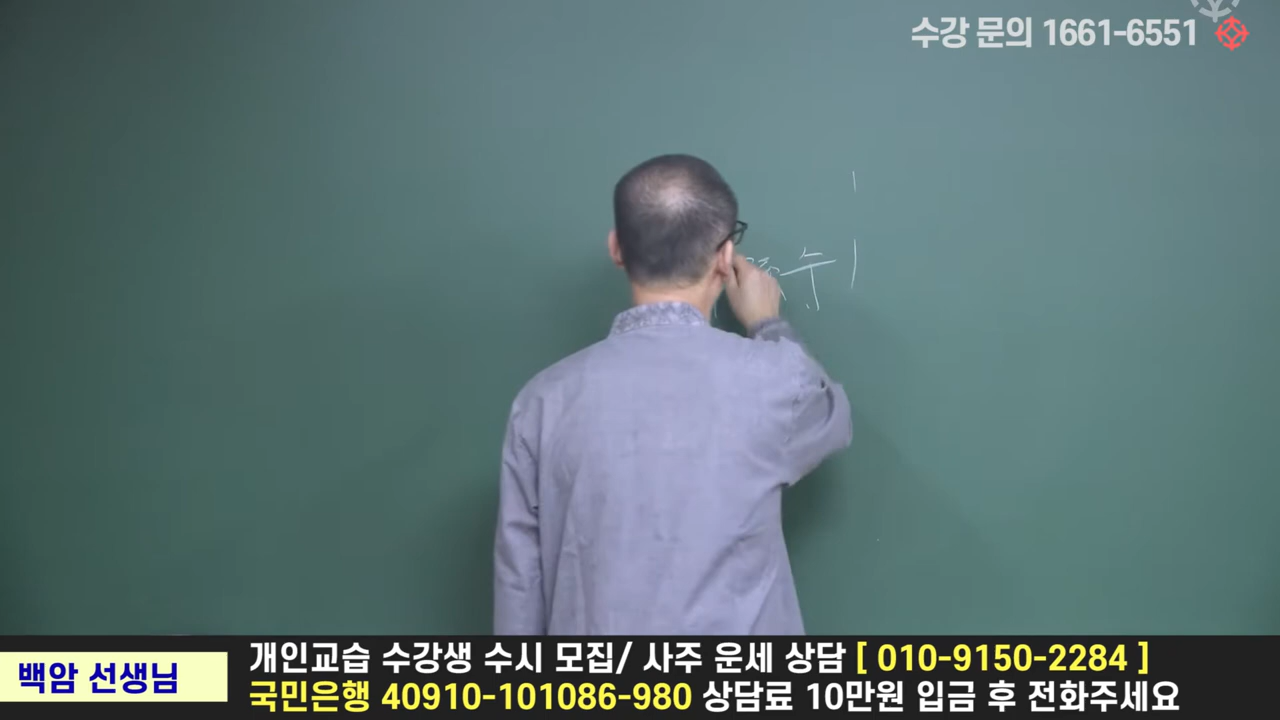 수강 문의 1661-6551
수
백암 선생님
개인교습 수강생 수시 모집/ 사주 운세 상담 [ 010-9150-2284 ]
국민은행 40910-101086-980 상담료 10만원 입금 후 전화주세요